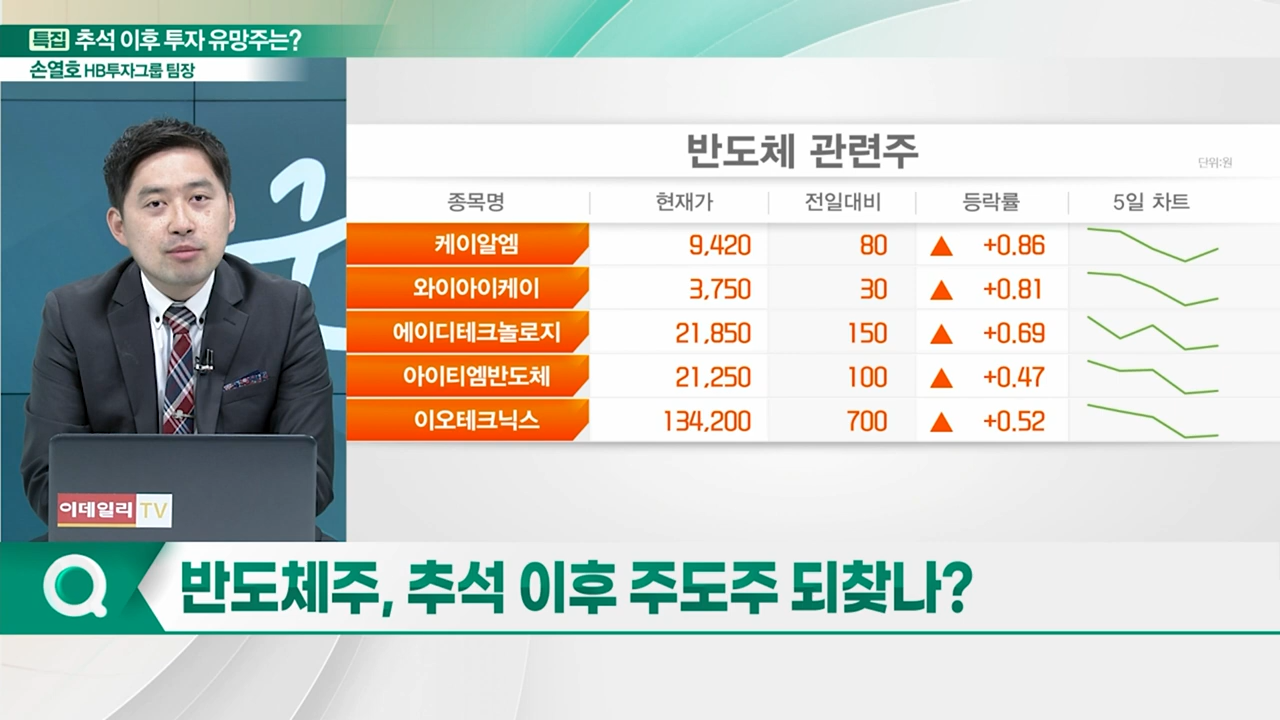 특집 추석 이후 투자 유망주는?
손열호 HB투자그룹 팀장
반도체 관련주
단위:원
종목명 현재가 전일대비 등락률 5일 차트
케이알엠 9,420 80 ▲ +0.86
와이아이케이 3,750 30 ▲ +0.81
에이디테크놀로지 21,850 150 ▲ +0.69
아이티엠반도체 21,250 100 ▲ +0.47
이오테크닉스 134,200 700 ▲ +0.52
이데일리 TV
Q 반도체주, 추석 이후 주도주 되찾나?